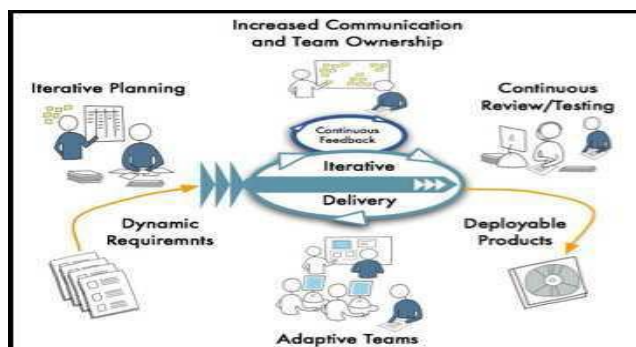 Increased Communication
and Team Ownership
Iterative Planning
Continuous
Review/Testing
Continuous
Feedback
Iterative
Delivery
Dynamic
Requiremnts
Deployable
Products
Adaptive Teams